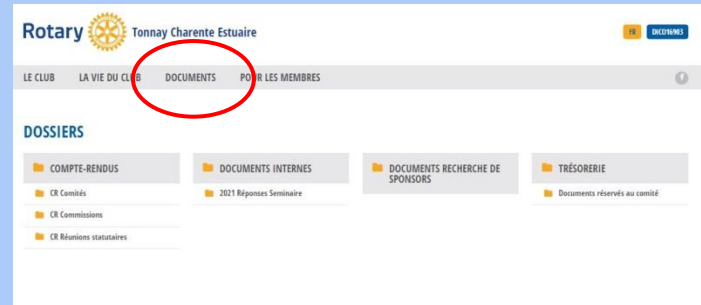 Rotary Tonnay Charente Estuaire
FR DICO16903
LE CLUB LA VIE DU CLUB DOCUMENTS POUR LES MEMBRES
DOSSIERS
COMPTE-RENDUS
CR Comités
CR Commissions
CR Réunions statutaires
DOCUMENTS INTERNES
2021 Réponses Seminaire
DOCUMENTS RECHERCHE DE
SPONSORS
TRÉSORERIE
Documents réservés au comité